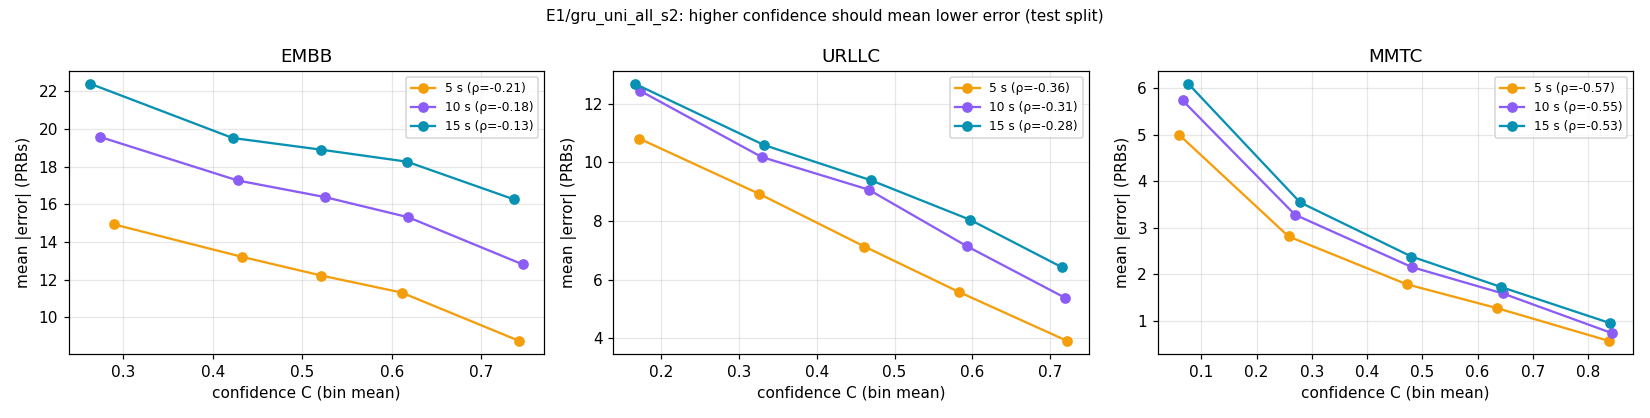 E1/gru_uni_all_s2: higher confidence should mean lower error (test split)
EMBB
mean |error| (PRBs)
22
20
18
16
14
12
10
0.3 0.4 0.5 0.6 0.7
confidence C (bin mean)
5 s (ρ=-0.21)
10 s (ρ=-0.18)
15 s (ρ=-0.13)
URLLC
mean |error| (PRBs)
12
10
8
6
4
0.2 0.3 0.4 0.5 0.6 0.7
confidence C (bin mean)
5 s (ρ=-0.36)
10 s (ρ=-0.31)
15 s (ρ=-0.28)
MMTC
mean |error| (PRBs)
6
5
4
3
2
1
0.1 0.2 0.3 0.4 0.5 0.6 0.7 0.8
confidence C (bin mean)
5 s (ρ=-0.57)
10 s (ρ=-0.55)
15 s (ρ=-0.53)